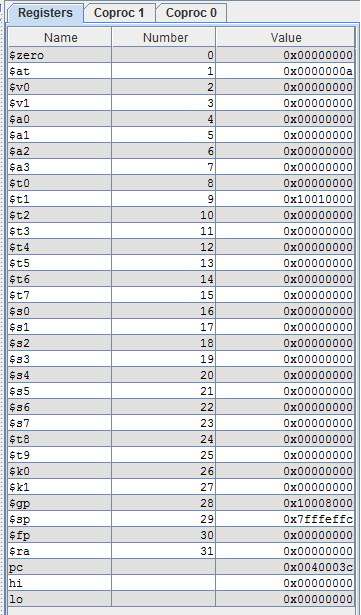 Registers Coproc 1 Coproc 0
Name Number Value
$zero 0 0x00000000
$at 1 0x0000000a
$v0 2 0x00000000
$v1 3 0x00000000
$a0 4 0x00000000
$a1 5 0x00000000
$a2 6 0x00000000
$a3 7 0x00000000
$t0 8 0x00000000
$t1 9 0x10010000
$t2 10 0x00000000
$t3 11 0x00000000
$t4 12 0x00000000
$t5 13 0x00000000
$t6 14 0x00000000
$t7 15 0x00000000
$s0 16 0x00000000
$s1 17 0x00000000
$s2 18 0x00000000
$s3 19 0x00000000
$s4 20 0x00000000
$s5 21 0x00000000
$s6 22 0x00000000
$s7 23 0x00000000
$t8 24 0x00000000
$t9 25 0x00000000
$k0 26 0x00000000
$k1 27 0x00000000
$gp 28 0x10008000
$sp 29 0x7fffeffc
$fp 30 0x00000000
$ra 31 0x00000000
pc 0x0040003c
hi 0x00000000
lo 0x00000000